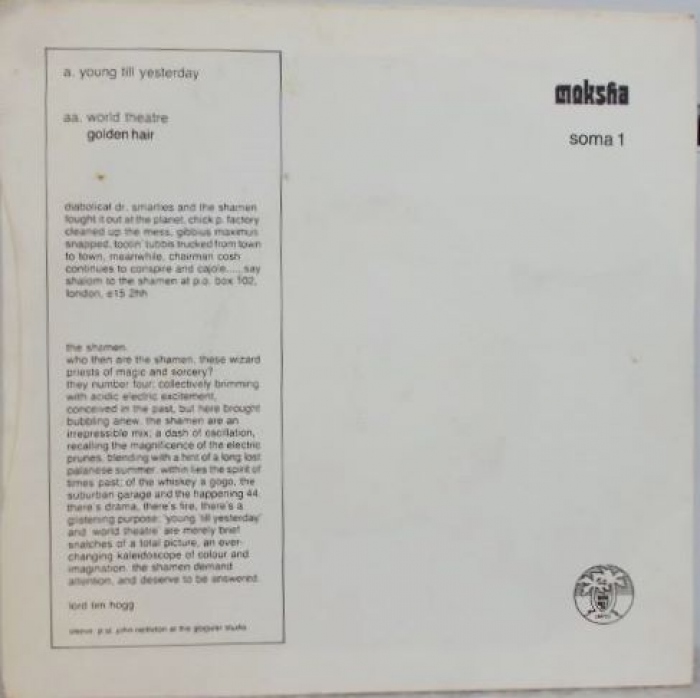 a. young till yesterday
aa. world theatre
golden hair
moksha
soma 1
diabolical dr. smarties and the shamen
fought it out at the planet. chick p. factory
cleaned up the mess, gibbius maximus
snapped, tootin' tubbs trucked from town
to town, meanwhile, chairman cosh
continues to conspire and cajole.....say
shalom to the shamen at p.o. box 102,
london, e15 2hh
the shamen.
who then are the shamen, these wizard
priests of magic and sorcery?
they number four; collectively brimming
with acidic electric excitement,
conceived in the past, but here brought
bubbling anew. the shamen are an
irrepressible mix; a dash of oscillation,
recalling the magnificence of the electric
prunes, blending with a hint of a long lost
palanese summer. within lies the spirit of
times past; of the whiskey a gogo, the
suburban garage and the happening 44.
there's drama, there's fire, there's a
glistening purpose; 'young 'till yesterday'
and 'world theatre' are merely brief
snatches of a total picture, an ever-
changing kaleidoscope of colour and
imagination. the shamen demand
attention, and deserve to be answered.
lord tim hogg
sleeve: p.w. john at the studio